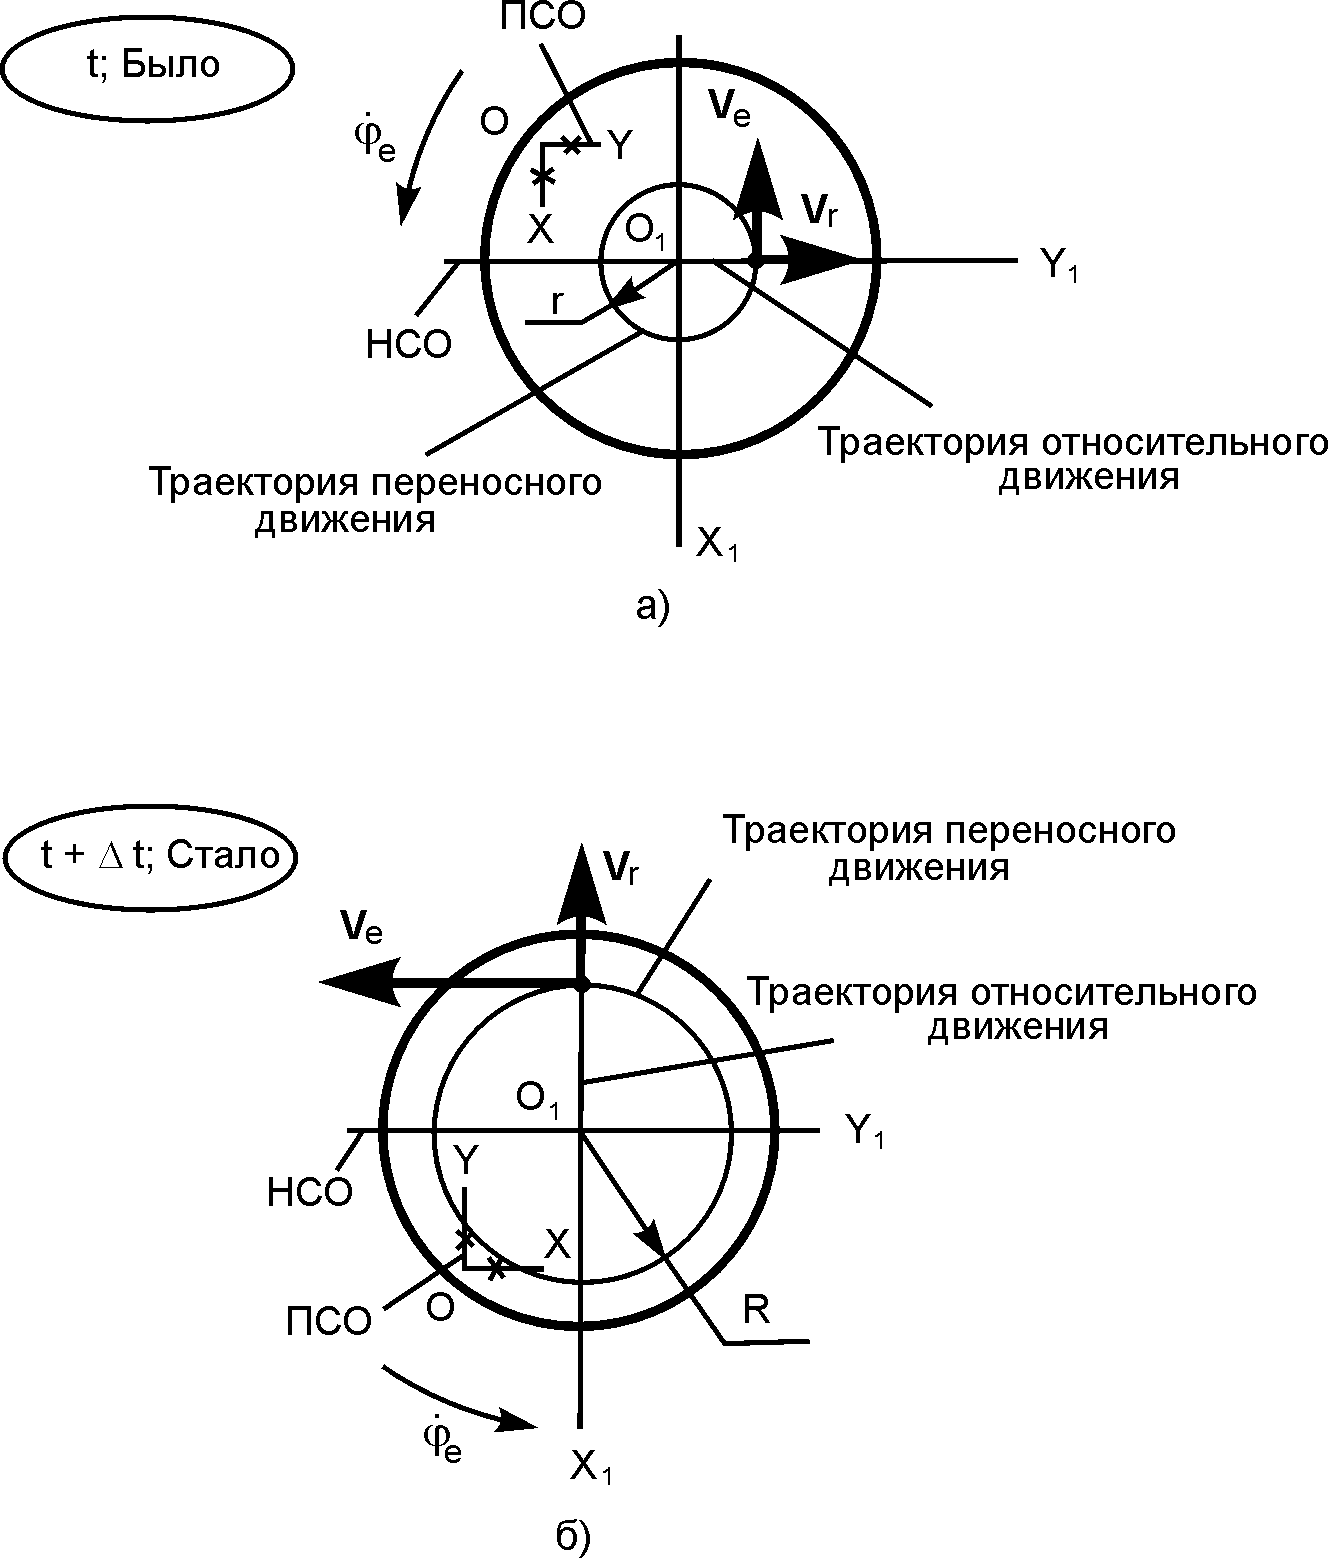 ПСО
t; Было
Ve
φ̇e
O
Y
X
O1
Vr
Y1
r
НСО
Траектория относительного
движения
Траектория переносного
движения
X1
а)
t + Δ t; Стало
Траектория переносного
движения
Vr
Ve
Траектория относительного
движения
O1
Y1
Y
НСО
X
O
R
ПСО
φ̇e
X1
б)